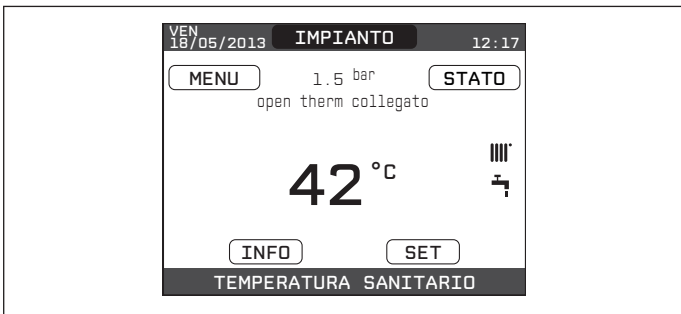 VEN
18/05/2013 IMPIANTO 12:17
MENU 1.5 bar STATO
open therm collegato
42 °C
INFO SET
TEMPERATURA SANITARIO